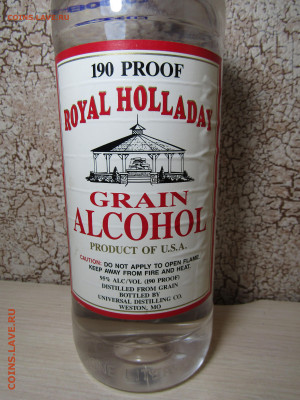 190 PROOF
ROYAL HOLLADAY
GRAIN
ALCOHOL
PRODUCT OF U.S.A.
CAUTION: DO NOT APPLY TO OPEN FLAME.
KEEP AWAY FROM FIRE AND HEAT.
95% ALC/VOL (190 PROOF)
DISTILLED FROM GRAIN
BOTTLED BY
UNIVERSAL DISTILLING CO.
WESTON, MO
COINS.LAVE.RU
COINS.LAVE.RU